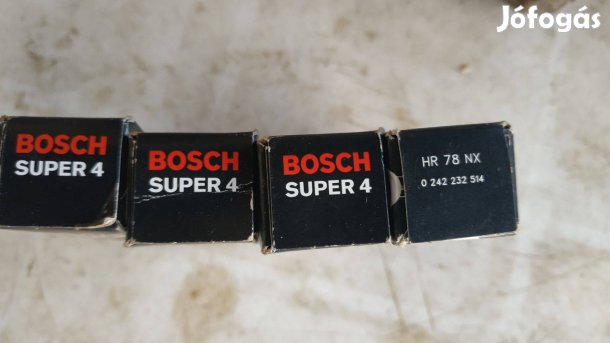 Jófogás
BOSCH
SUPER 4
BOSCH
SUPER 4
BOSCH
SUPER 4
HR 78 NX
0 242 232 514